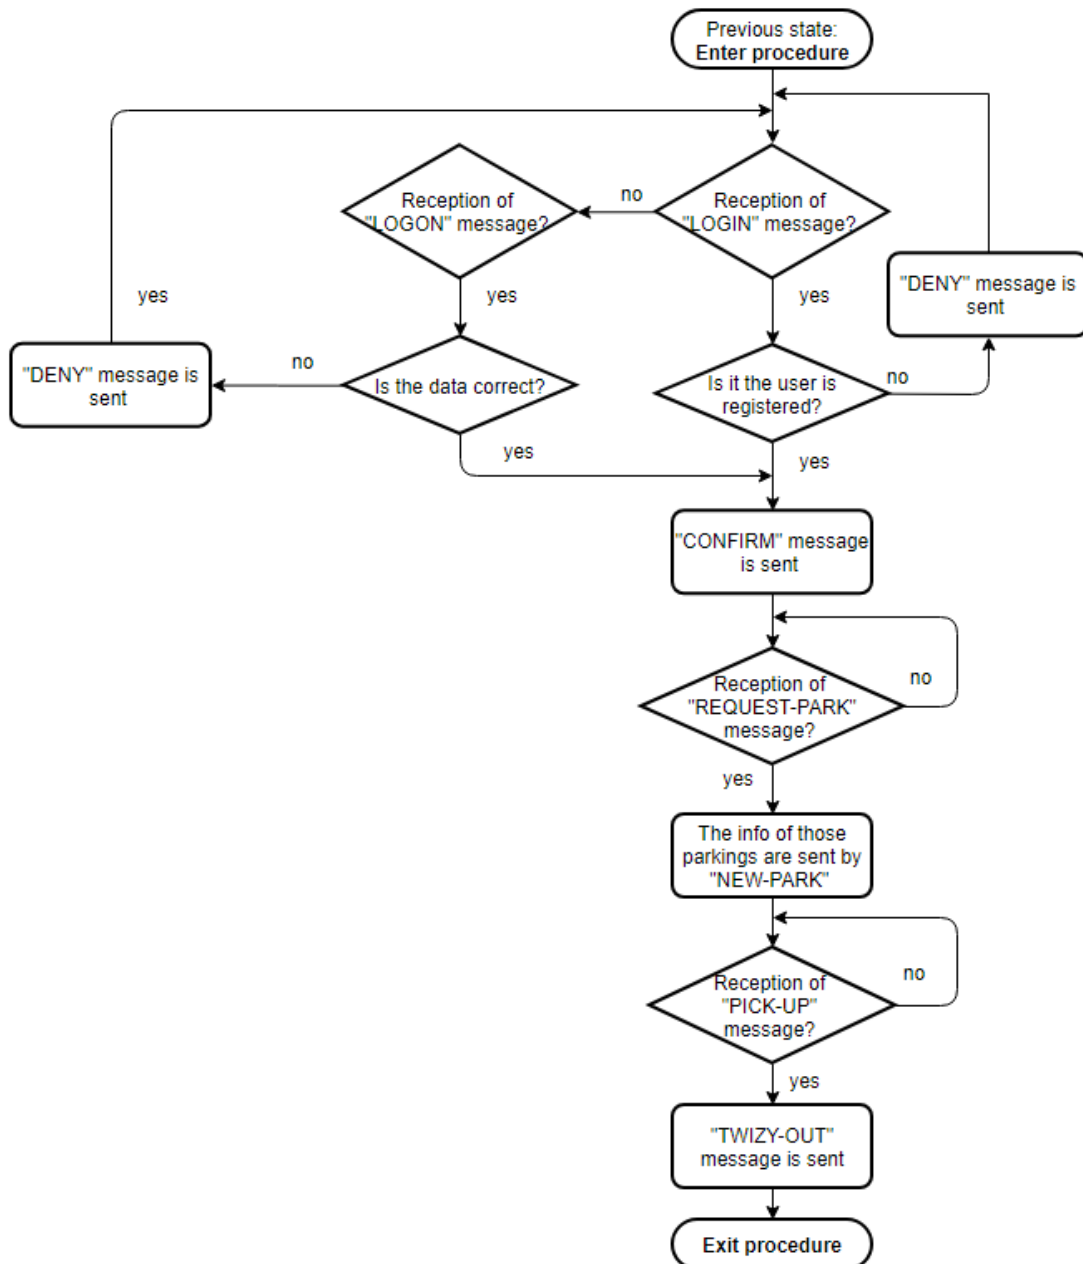 Previous state:
Enter procedure
Reception of
"LOGON" message?
no
Reception of
"LOGIN" message?
yes
yes
yes
"DENY" message is
sent
"DENY" message is
sent
no
Is the data correct?
Is it the user is
registered?
no
yes
yes
"CONFIRM" message
is sent
Reception of
"REQUEST-PARK"
message?
no
yes
The info of those
parkings are sent by
"NEW-PARK"
Reception of
"PICK-UP"
message?
no
yes
"TWIZY-OUT"
message is sent
Exit procedure